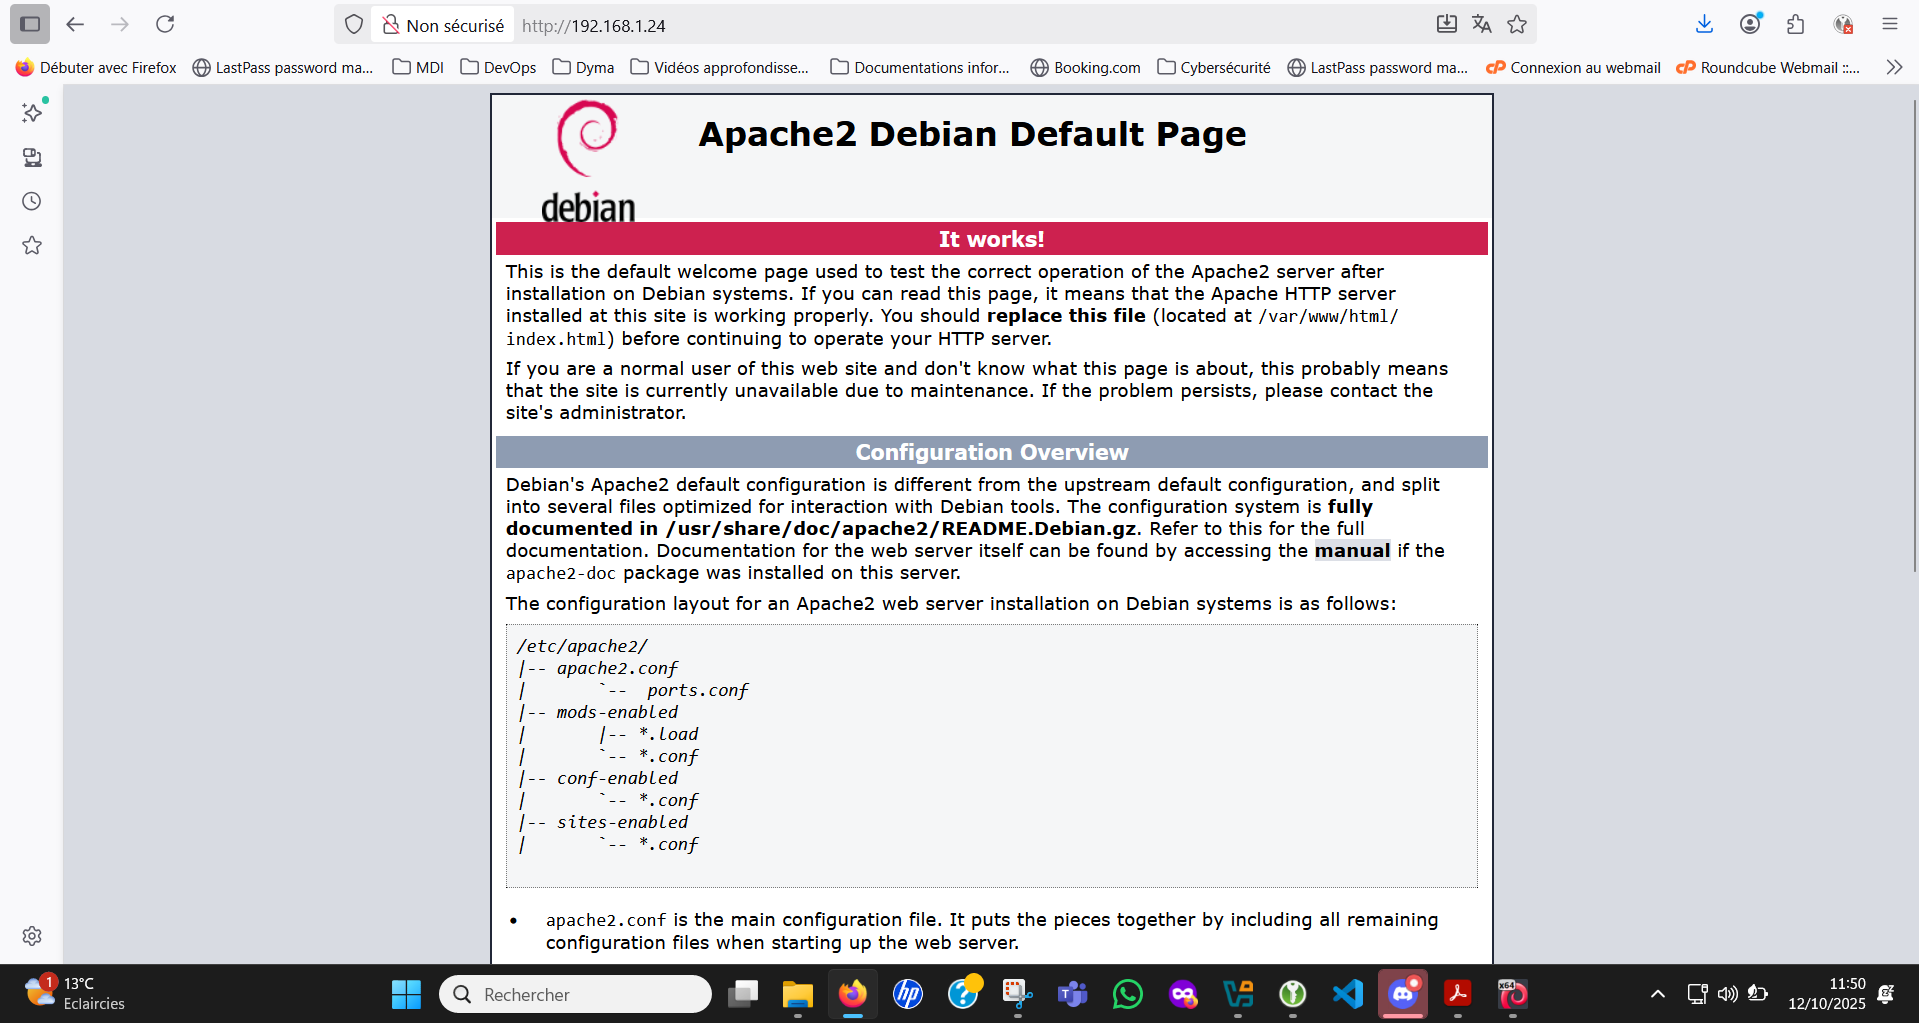 Non sécurisé
http://192.168.1.24
Débuter avec Firefox
LastPass password ma...
MDI
DevOps
Dyma
Vidéos approfondisse...
Documentations infor...
Booking.com
Cybersécurité
LastPass password ma...
Connexion au webmail
Roundcube Webmail ::...
debian
Apache2 Debian Default Page
It works!
This is the default welcome page used to test the correct operation of the Apache2 server after
installation on Debian systems. If you can read this page, it means that the Apache HTTP server
installed at this site is working properly. You should replace this file (located at /var/www/html/
index.html) before continuing to operate your HTTP server.
If you are a normal user of this web site and don't know what this page is about, this probably means
that the site is currently unavailable due to maintenance. If the problem persists, please contact the
site's administrator.
Configuration Overview
Debian's Apache2 default configuration is different from the upstream default configuration, and split
into several files optimized for interaction with Debian tools. The configuration system is fully
documented in /usr/share/doc/apache2/README.Debian.gz. Refer to this for the full
documentation. Documentation for the web server itself can be found by accessing the manual if the
apache2-doc package was installed on this server.
The configuration layout for an Apache2 web server installation on Debian systems is as follows:
/etc/apache2/
|-- apache2.conf
|       `--  ports.conf
|-- mods-enabled
|       |-- *.load
|       `-- *.conf
|-- conf-enabled
|       `-- *.conf
|-- sites-enabled
|       `-- *.conf
• apache2.conf is the main configuration file. It puts the pieces together by including all remaining
configuration files when starting up the web server.
1
13°C
Eclaircies
Rechercher
hp
?
T
x64
11:50
12/10/2025